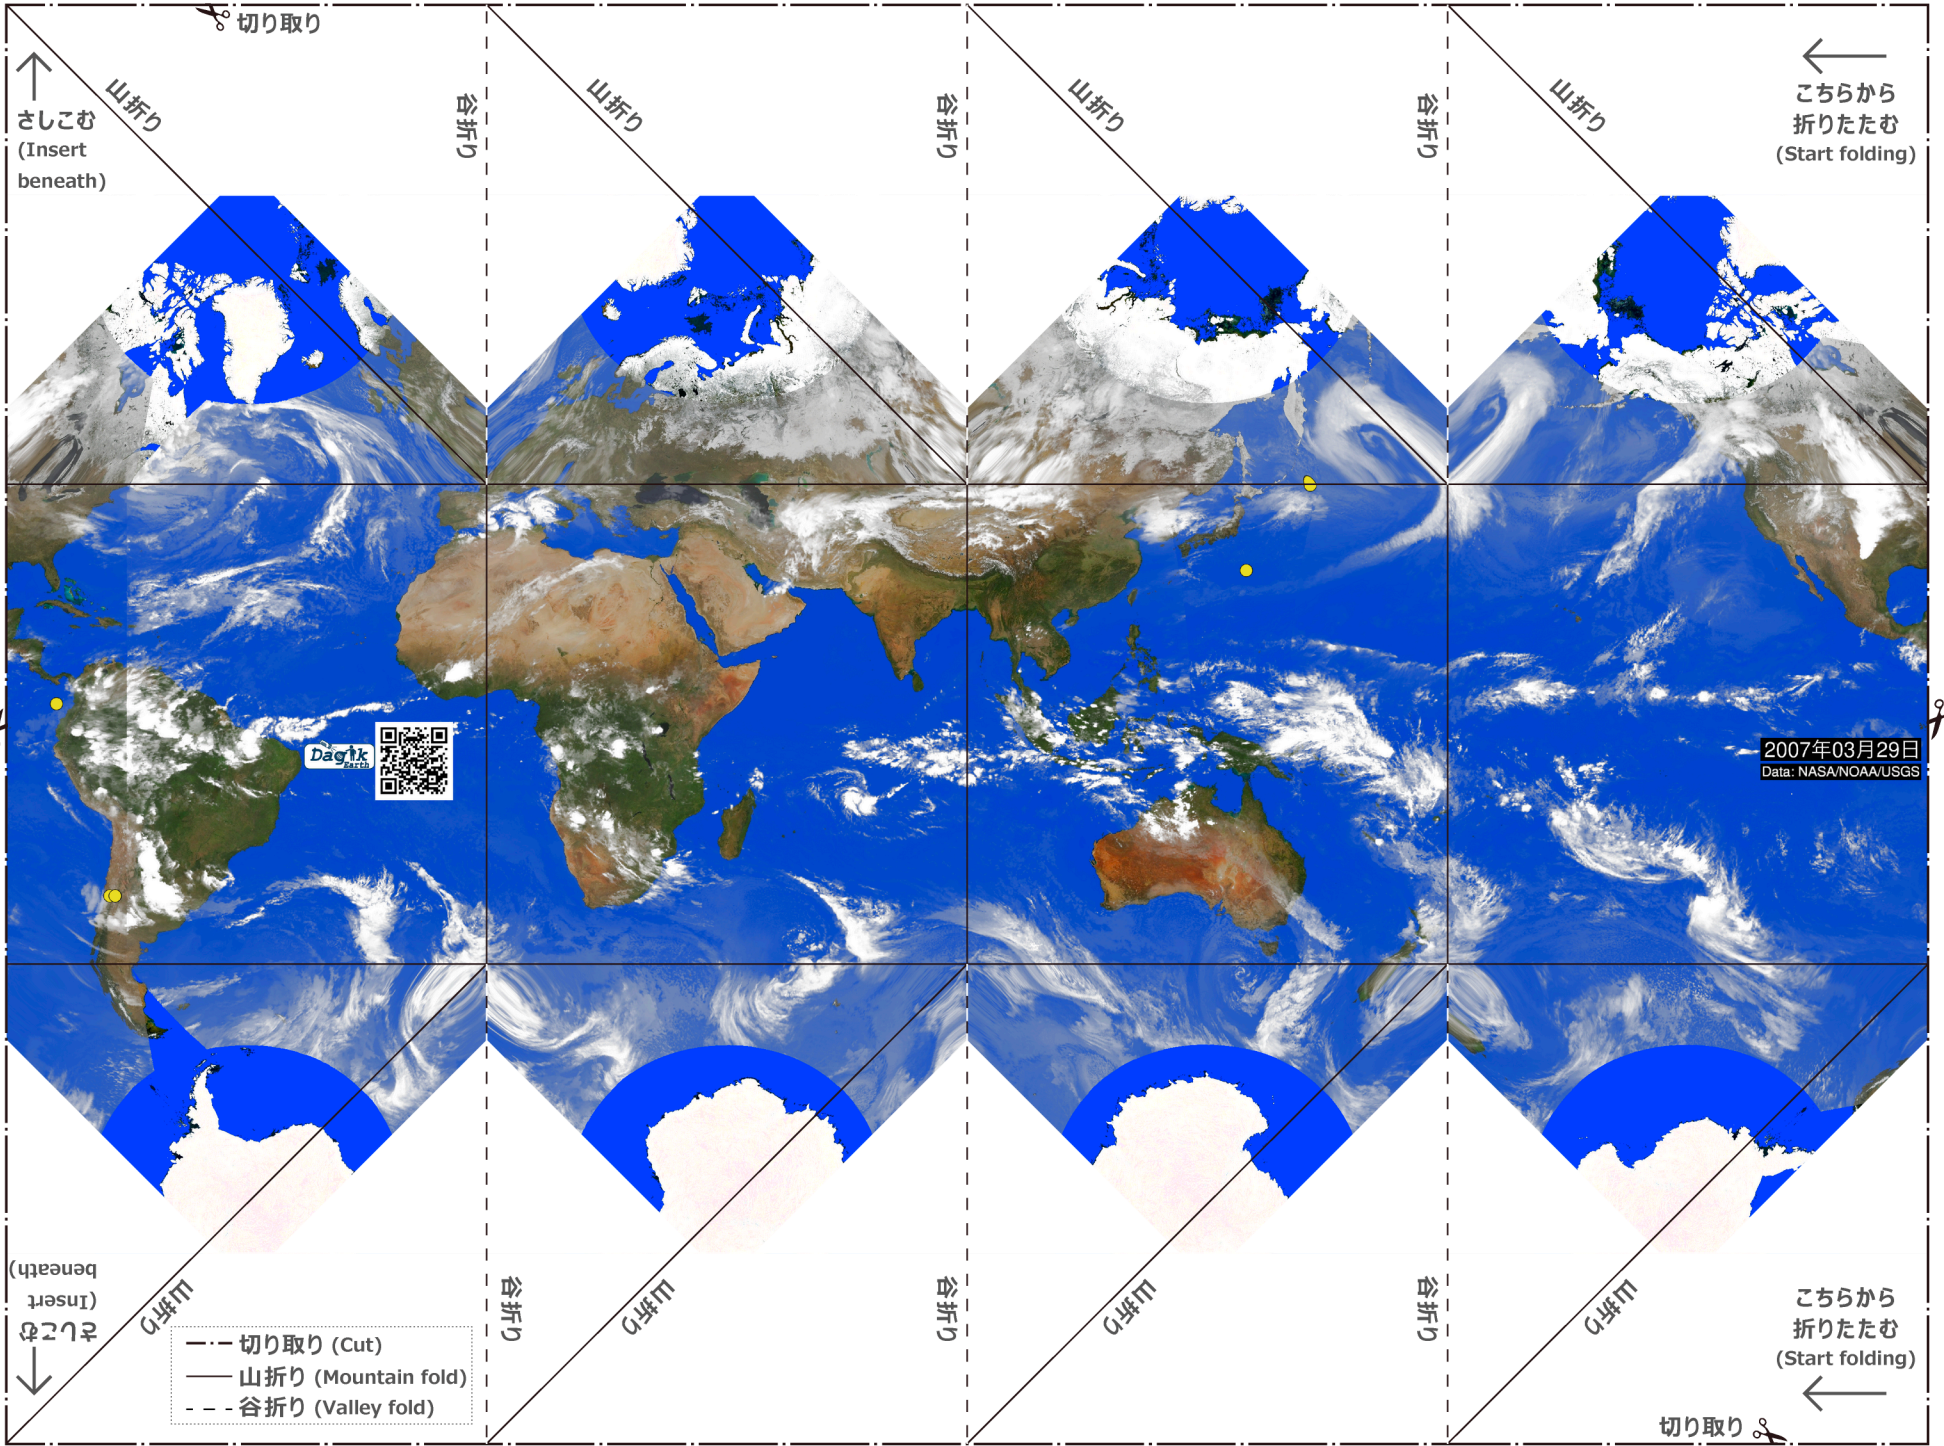 切り取り
山折り
谷折り
山折り
谷折り
山折り
谷折り
山折り
さしこむ
(Insert
beneath)
こちらから
折りたたむ
(Start folding)
Dagik
Earth
2007年03月29日
Data: NASA/NOAA/USGS
さしこむ
(Insert
beneath)
山折り
谷折り
山折り
谷折り
山折り
谷折り
山折り
こちらから
折りたたむ
(Start folding)
切り取り (Cut)
山折り (Mountain fold)
谷折り (Valley fold)
切り取り